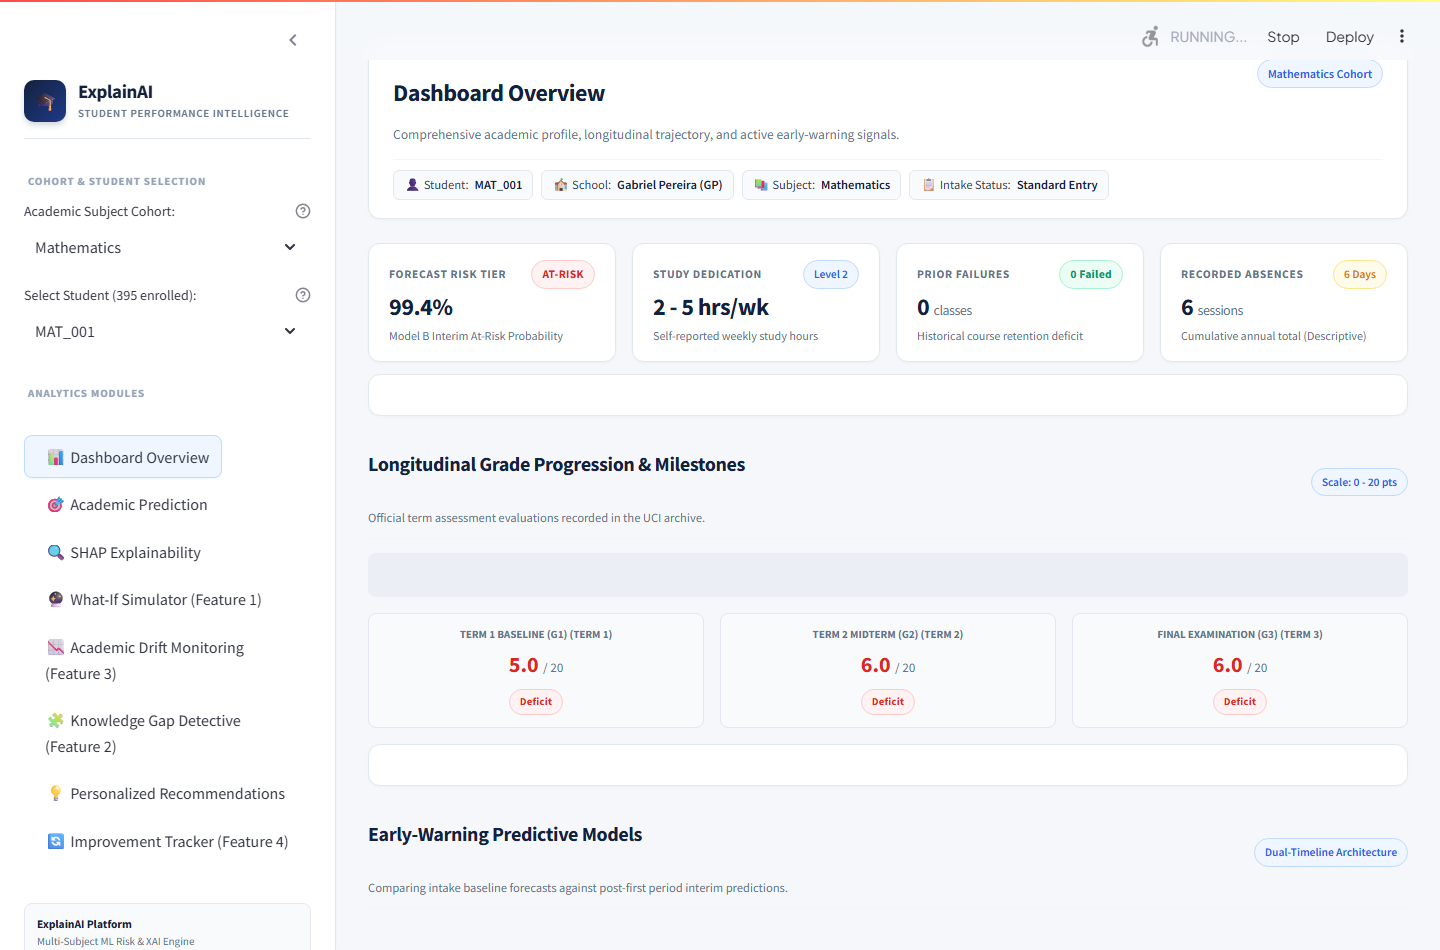 ExplainAI
STUDENT PERFORMANCE INTELLIGENCE
COHORT & STUDENT SELECTION
Academic Subject Cohort:
Mathematics
Select Student (395 enrolled):
MAT_001
ANALYTICS MODULES
Dashboard Overview
Academic Prediction
SHAP Explainability
What-If Simulator (Feature 1)
Academic Drift Monitoring
(Feature 3)
Knowledge Gap Detective
(Feature 2)
Personalized Recommendations
Improvement Tracker (Feature 4)
ExplainAI Platform
Multi-Subject ML Risk & XAI Engine
RUNNING... Stop Deploy
Mathematics Cohort
Dashboard Overview
Comprehensive academic profile, longitudinal trajectory, and active early-warning signals.
Student: MAT_001 School: Gabriel Pereira (GP) Subject: Mathematics Intake Status: Standard Entry
FORECAST RISK TIER AT-RISK
99.4%
Model B Interim At-Risk Probability
STUDY DEDICATION Level 2
2 - 5 hrs/wk
Self-reported weekly study hours
PRIOR FAILURES 0 Failed
0 classes
Historical course retention deficit
RECORDED ABSENCES 6 Days
6 sessions
Cumulative annual total (Descriptive)
Longitudinal Grade Progression & Milestones
Scale: 0 - 20 pts
Official term assessment evaluations recorded in the UCI archive.
TERM 1 BASELINE (G1) (TERM 1)
5.0 / 20
Deficit
TERM 2 MIDTERM (G2) (TERM 2)
6.0 / 20
Deficit
FINAL EXAMINATION (G3) (TERM 3)
6.0 / 20
Deficit
Early-Warning Predictive Models
Dual-Timeline Architecture
Comparing intake baseline forecasts against post-first period interim predictions.